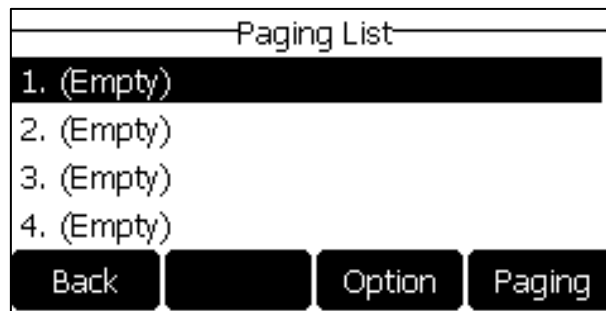 Paging List
1. (Empty)
2. (Empty)
3. (Empty)
4. (Empty)
Back Option Paging